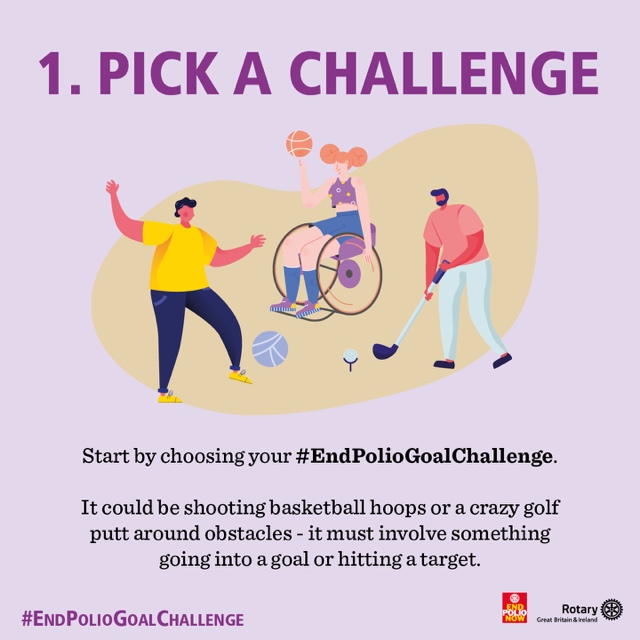 1. PICK A CHALLENGE
Start by choosing your #EndPolioGoalChallenge.
It could be shooting basketball hoops or a crazy golf
putt around obstacles - it must involve something
going into a goal or hitting a target.
#EndPolioGoalChallenge
END
POLIO
NOW
Rotary
Great Britain & Ireland